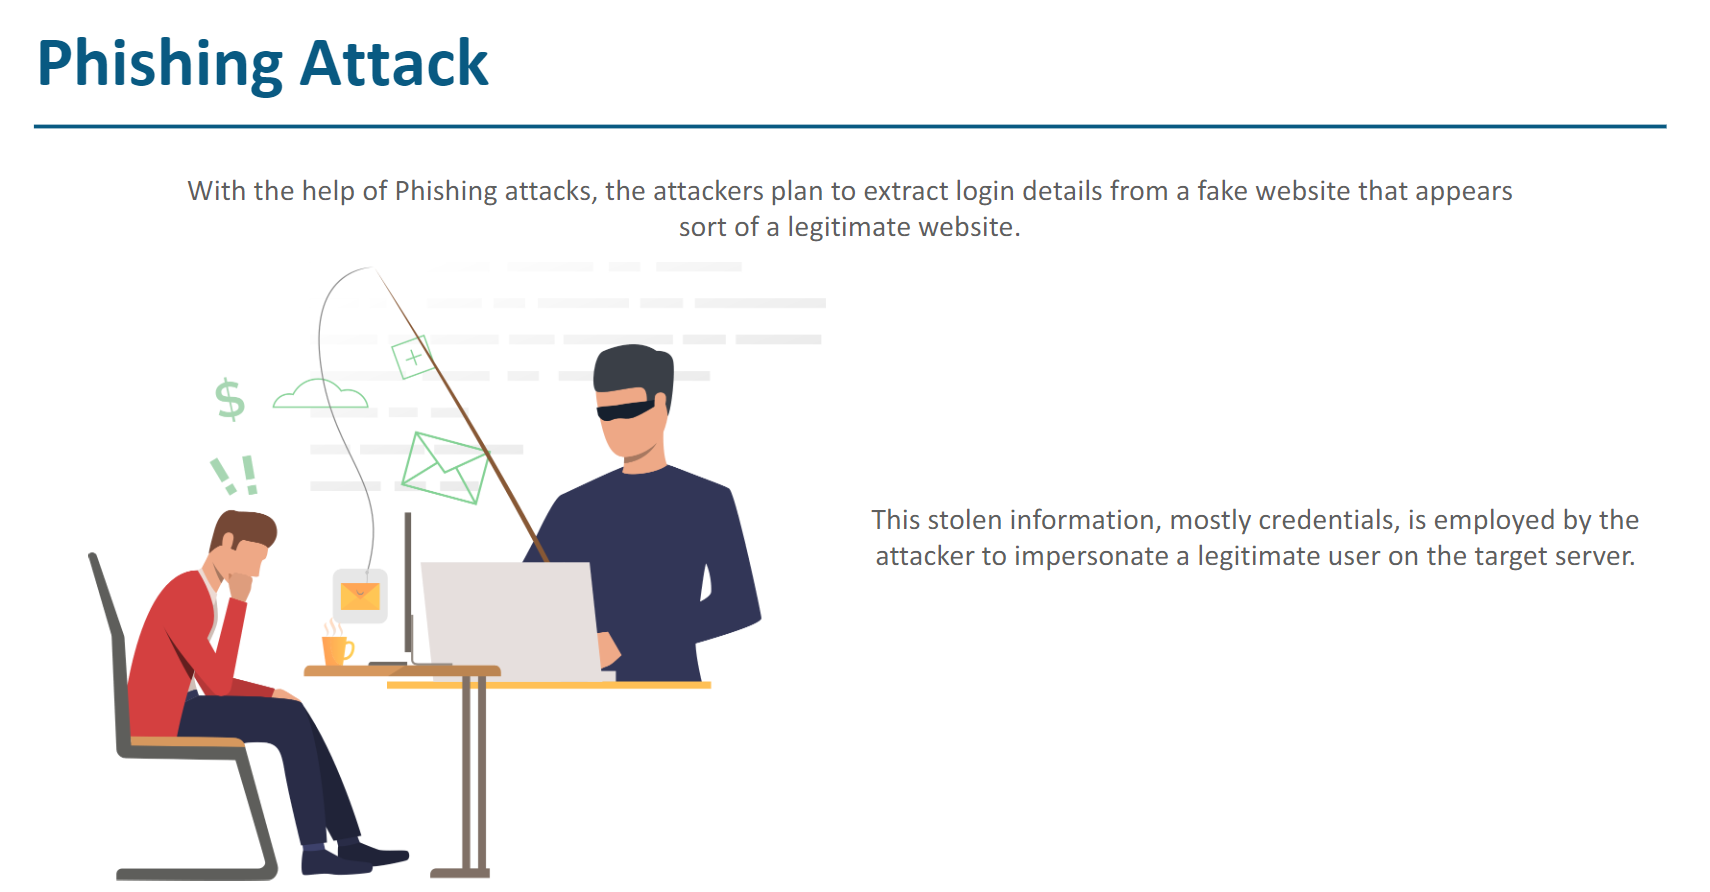 Phishing Attack
With the help of Phishing attacks, the attackers plan to extract login details from a fake website that appears
sort of a legitimate website.
$
!!
This stolen information, mostly credentials, is employed by the
attacker to impersonate a legitimate user on the target server.